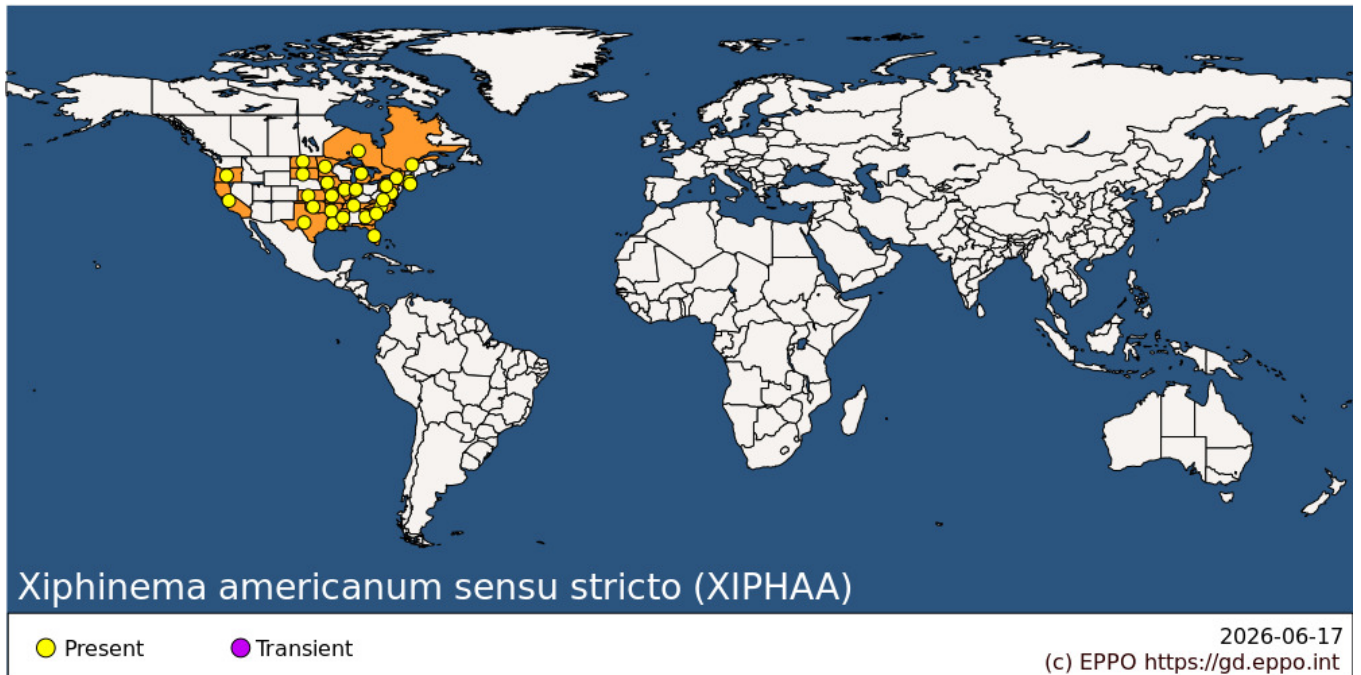 Xiphinema americanum sensu stricto (XIPHAA)
Present
Transient
2026-06-17
(c) EPPO https://gd.eppo.int